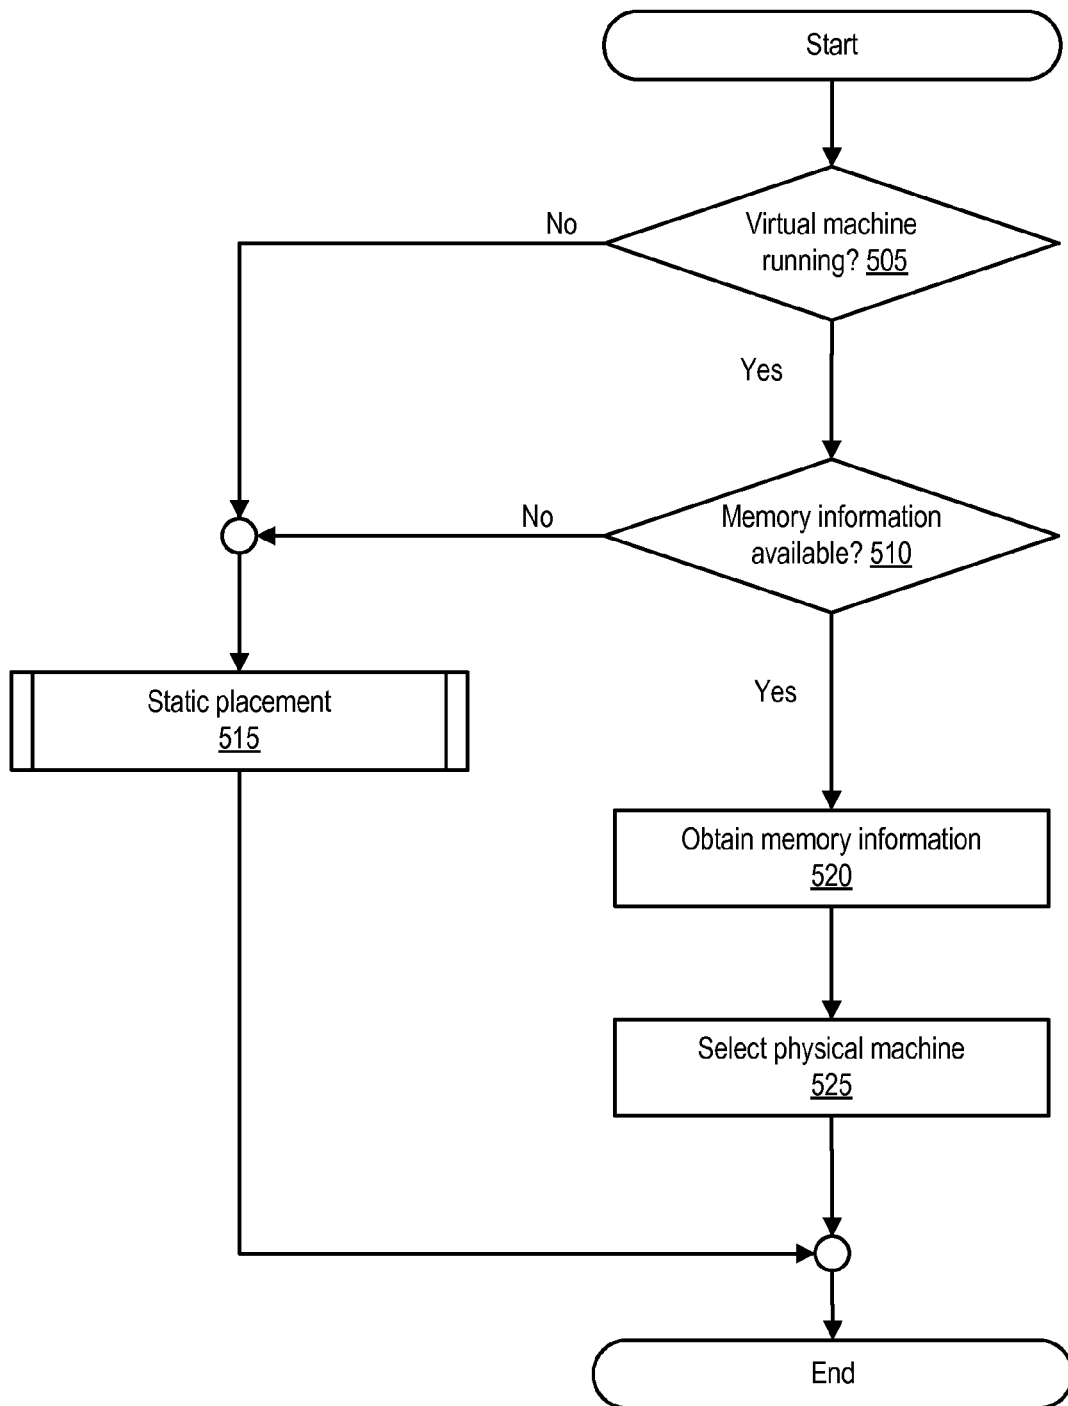 Start
No
Virtual machine
running? 505
Yes
No
Memory information
available? 510
Static placement
515
Yes
Obtain memory information
520
Select physical machine
525
End